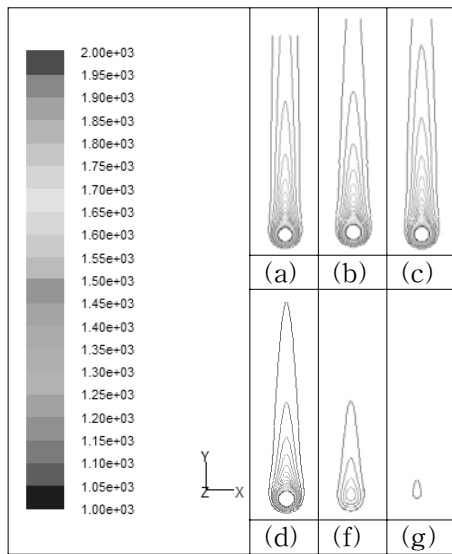 2.00e+03
1.95e+03
1.90e+03
1.85e+03
1.80e+03
1.75e+03
1.70e+03
1.65e+03
1.60e+03
1.55e+03
1.50e+03
1.45e+03
1.40e+03
1.35e+03
1.30e+03
1.25e+03
1.20e+03
1.15e+03
1.10e+03
1.05e+03
1.00e+03
Y
Z X
(a) (b) (c)
(d) (f) (g)